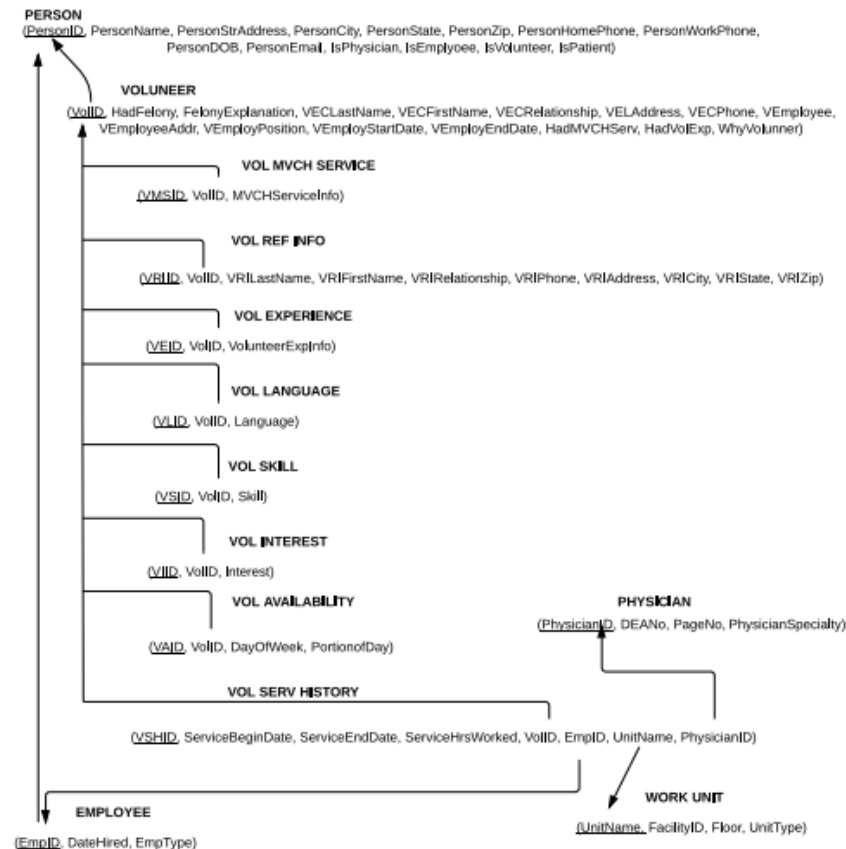 PERSON
(PersonID, PersonName, PersonStrAddress, PersonCity, PersonState, PersonZip, PersonHomePhone, PersonWorkPhone,
PersonDOB, PersonEmail, IsPhysician, IsEmplyoee, IsVolunteer, IsPatient)
VOLUNEER
(VolID, HadFelony, FelonyExplanation, VECLastName, VECFirstName, VECRelationship, VELAddress, VECPhone, VEmployee,
VEmployeeAddr, VEmployPosition, VEmployStartDate, VEmployEndDate, HadMVCHServ, HadVolExp, WhyVolunner)
VOL MVCH SERVICE
(VMSID, VolID, MVCHServiceInfo)
VOL REF INFO
(VRIID, VolID, VRILastName, VRIFirstName, VRIRelationship, VRIPhone, VRIAddress, VRICity, VRIState, VRIZip)
VOL EXPERIENCE
(VEID, VolID, VolunteerExpInfo)
VOL LANGUAGE
(VLID, VolID, Language)
VOL SKILL
(VSID, VolID, Skill)
VOL INTEREST
(VIID, VolID, Interest)
VOL AVAILABILITY
(VAID, VolID, DayOfWeek, PortionofDay)
PHYSICIAN
(PhysicianID, DEANo, PageNo, PhysicianSpecialty)
VOL SERV HISTORY
(VSHID, ServiceBeginDate, ServiceEndDate, ServiceHrsWorked, VolID, EmpID, UnitName, PhysicianID)
EMPLOYEE
(EmpID, DateHired, EmpType)
WORK UNIT
(UnitName, FacilityID, Floor, UnitType)